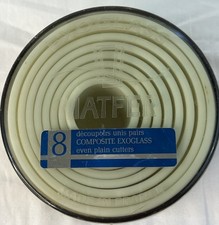 MATFER
8
découpoirs unis pairs
COMPOSITE EXOGLASS
even plain cutters